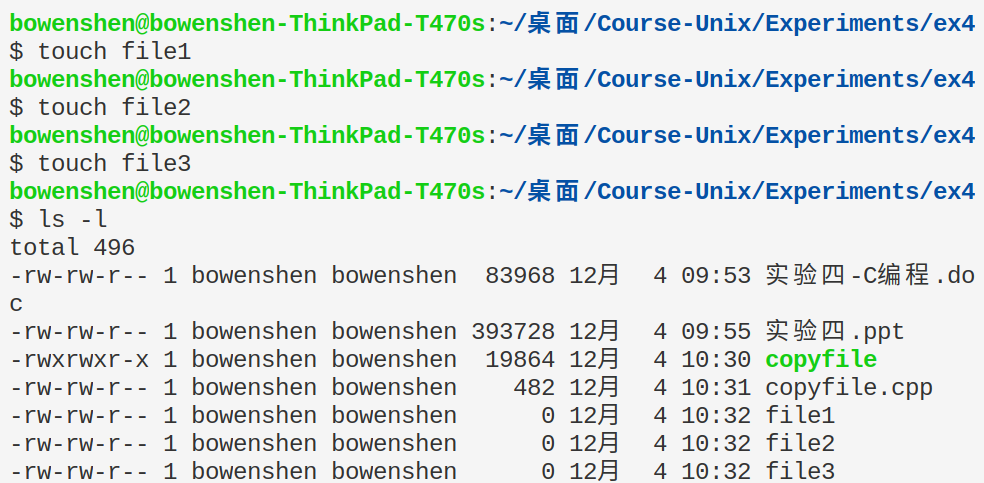 bowenshen@bowenshen-ThinkPad-T470s:~/桌面/Course-Unix/Experiments/ex4
$ touch file1
bowenshen@bowenshen-ThinkPad-T470s:~/桌面/Course-Unix/Experiments/ex4
$ touch file2
bowenshen@bowenshen-ThinkPad-T470s:~/桌面/Course-Unix/Experiments/ex4
$ touch file3
bowenshen@bowenshen-ThinkPad-T470s:~/桌面/Course-Unix/Experiments/ex4
$ ls -l
total 496
-rw-rw-r-- 1 bowenshen bowenshen  83968 12月  4 09:53 实验四-C编程.do
c
-rw-rw-r-- 1 bowenshen bowenshen 393728 12月  4 09:55 实验四.ppt
-rwxrwxr-x 1 bowenshen bowenshen  19864 12月  4 10:30 copyfile
-rw-rw-r-- 1 bowenshen bowenshen    482 12月  4 10:31 copyfile.cpp
-rw-rw-r-- 1 bowenshen bowenshen      0 12月  4 10:32 file1
-rw-rw-r-- 1 bowenshen bowenshen      0 12月  4 10:32 file2
-rw-rw-r-- 1 bowenshen bowenshen      0 12月  4 10:32 file3